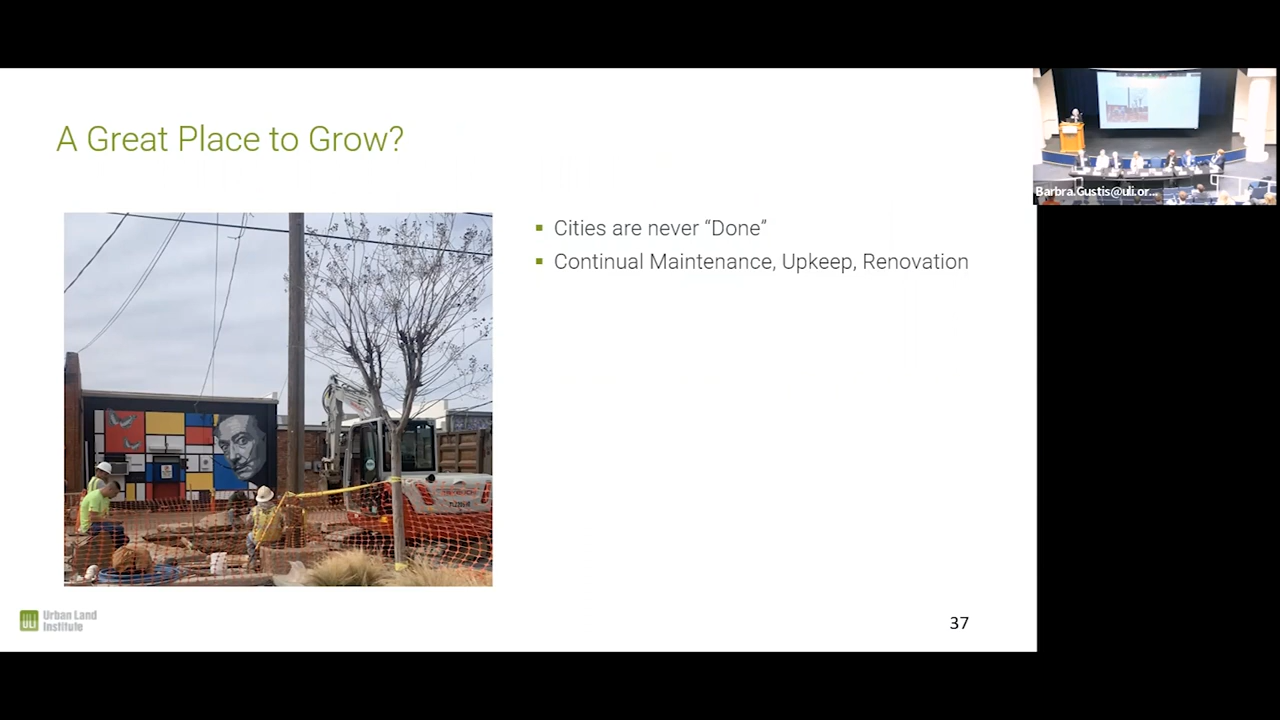 A Great Place to Grow?
Barbra.Gustis@uli.or...
Cities are never “Done”
Continual Maintenance, Upkeep, Renovation
ULI Urban Land
Institute
37